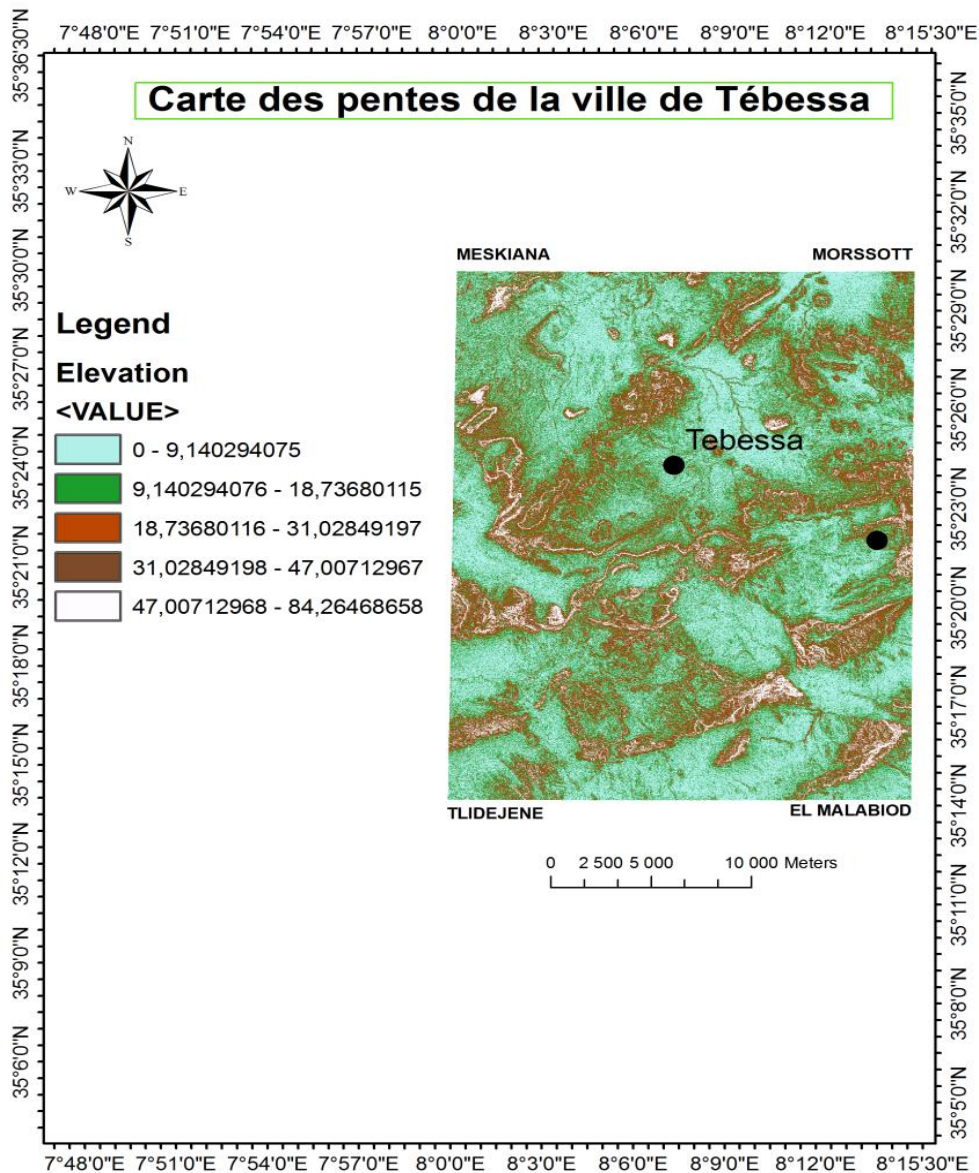 7°48'0"E 7°51'0"E 7°54'0"E 7°57'0"E 8°0'0"E 8°3'0"E 8°6'0"E 8°9'0"E 8°12'0"E 8°15'30"E
35°36'30"N
35°33'0"N
35°30'0"N
35°27'0"N
35°24'0"N
35°21'0"N
35°18'0"N
35°15'0"N
35°12'0"N
35°9'0"N
35°6'0"N
Carte des pentes de la ville de Tébessa
N
W E
S
MESKIANA MORSSOTT
Legend
Elevation
<VALUE>
0 - 9,140294075
9,140294076 - 18,73680115
18,73680116 - 31,02849197
31,02849198 - 47,00712967
47,00712968 - 84,26468658
Tebessa
TLIDEJENE EL MALABIOD
0 2 500 5 000 10 000 Meters
35°35'0"N
35°32'0"N
35°29'0"N
35°26'0"N
35°23'0"N
35°20'0"N
35°17'0"N
35°14'0"N
35°11'0"N
35°8'0"N
35°5'0"N
7°48'0"E 7°51'0"E 7°54'0"E 7°57'0"E 8°0'0"E 8°3'0"E 8°6'0"E 8°9'0"E 8°12'0"E 8°15'30"E